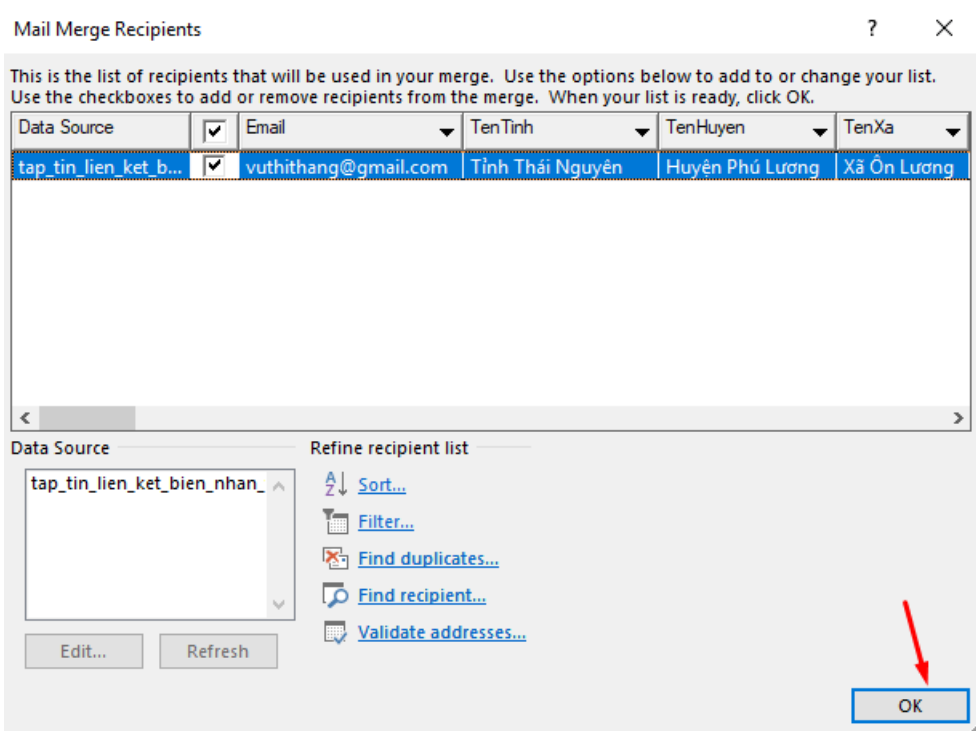 Mail Merge Recipients
This is the list of recipients that will be used in your merge. Use the options below to add to or change your list.
Use the checkboxes to add or remove recipients from the merge. When your list is ready, click OK.
Data Source Email TenTinh TenHuyen TenXa
tap_tin_lien_ket_b... vuthithang@gmail.com Tỉnh Thái Nguyên Huyện Phú Lương Xã Ôn Lương
Data Source Refine recipient list
tap_tin_lien_ket_bien_nhan_
Sort...
Filter...
Find duplicates...
Find recipient...
Validate addresses...
Edit... Refresh
OK